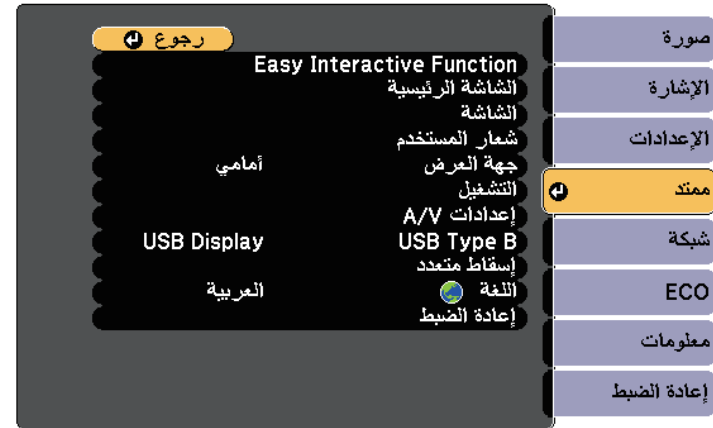 صورة
الإشارة
الإعدادات
ممتد
شبكة
ECO
معلومات
إعادة الضبط
رجوع
Easy Interactive Function
الشاشة الرئيسية
الشاشة
شعار المستخدم
جهة العرض أمامي
التشغيل
إعدادات A/V
USB Type B USB Display
إسقاط متعدد
اللغة العربية
إعادة الضبط